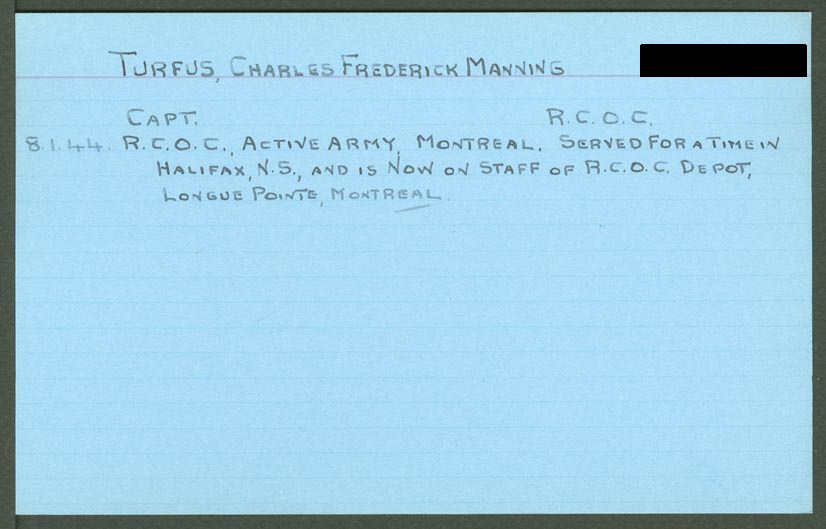 TURFUS, CHARLES FREDERICK MANNING
CAPT. R.C.O.C.
8.1.44. R.C.O.C., ACTIVE ARMY, MONTREAL. SERVED FOR A TIME IN
HALIFAX, N.S., AND IS NOW ON STAFF OF R.C.O.C. DEPOT,
LONGUE POINTE, MONTREAL.